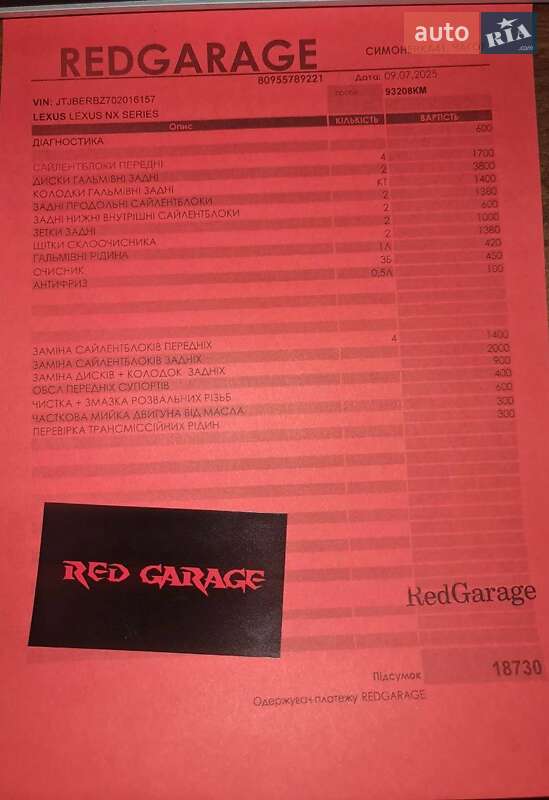 auto RIA .com
REDGARAGE
80955789221
Дата: 09.07.2025
VIN: JTJBERBZ702016157
93208KM
LEXUS LEXUS NX SERIES
Опис КІЛЬКІСТЬ ВАРТІСТЬ
ДІАГНОСТИКА 600
САЙЛЕНТБЛОКИ ПЕРЕДНІ 4 1700
ДИСКИ ГАЛЬМІВНІ ЗАДНІ 2 3800
КОЛОДКИ ГАЛЬМІВНІ ЗАДНІ КТ 1400
ЗАДНІ ПРОДОЛЬНІ САЙЛЕНТБЛОКИ 2 1380
ЗАДНІ НИЖНІ ВНУТРІШНІ САЙЛЕНТБЛОКИ 2 600
ЗЕТКИ ЗАДНІ 2 1000
ЩІТКИ СКЛООЧИСНИКА 2 1380
ГАЛЬМІВНІ РІДИНА 1Л 420
ОЧИСНИК 3Б 450
АНТИФРИЗ 0,5Л 100
ЗАМІНА САЙЛЕНТБЛОКІВ ПЕРЕДНІХ 4 1400
ЗАМІНА САЙЛЕНТБЛОКІВ ЗАДНІХ 2000
ЗАМІНА ДИСКІВ + КОЛОДОК ЗАДНІХ 900
ОБСЛ ПЕРЕДНІХ СУПОРТІВ 400
ЧИСТКА + ЗМАЗКА РОЗВАЛЬНИХ РІЗЬБ 600
ЧАСТКОВА МИЙКА ДВИГУНА ВІД МАСЛА 300
ПЕРЕВІРКА ТРАНСМІССІЙНИХ РІДИН 300
RED GARAGE
RedGarage
Підсумок 18730
Одержувач платежу REDGARAGE